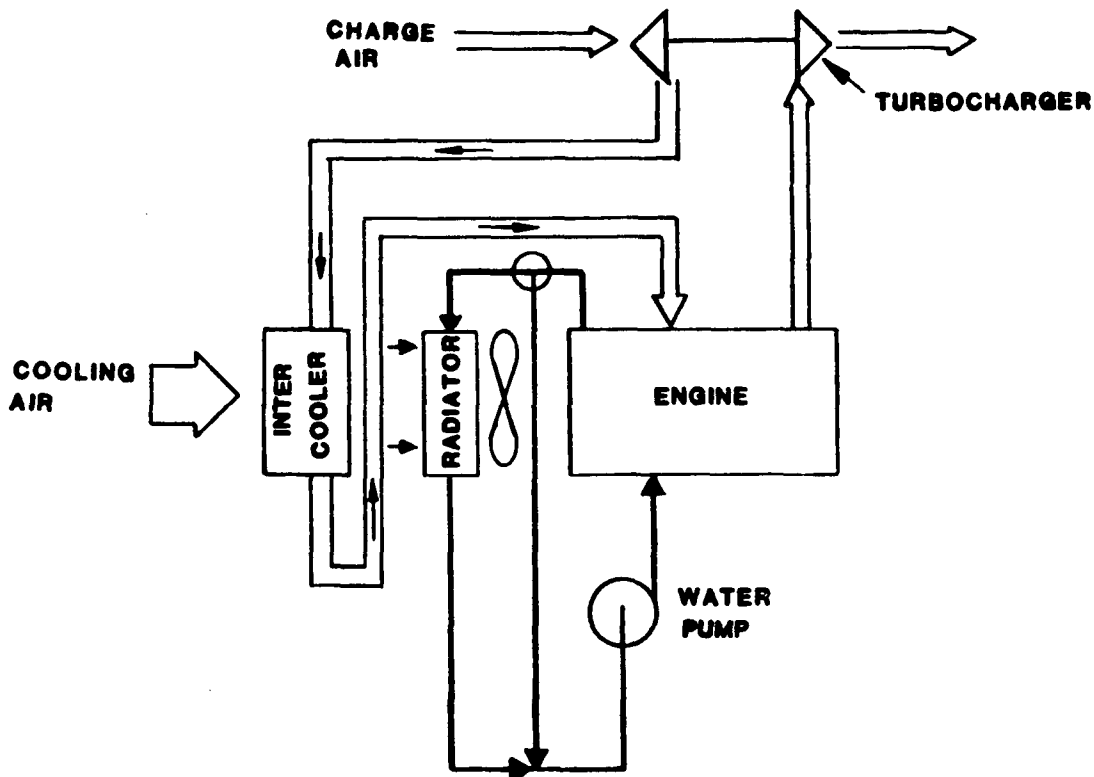 CHARGE
AIR
TURBOCHARGER
COOLING
AIR
INTER
COOLER
RADIATOR
ENGINE
WATER
PUMP